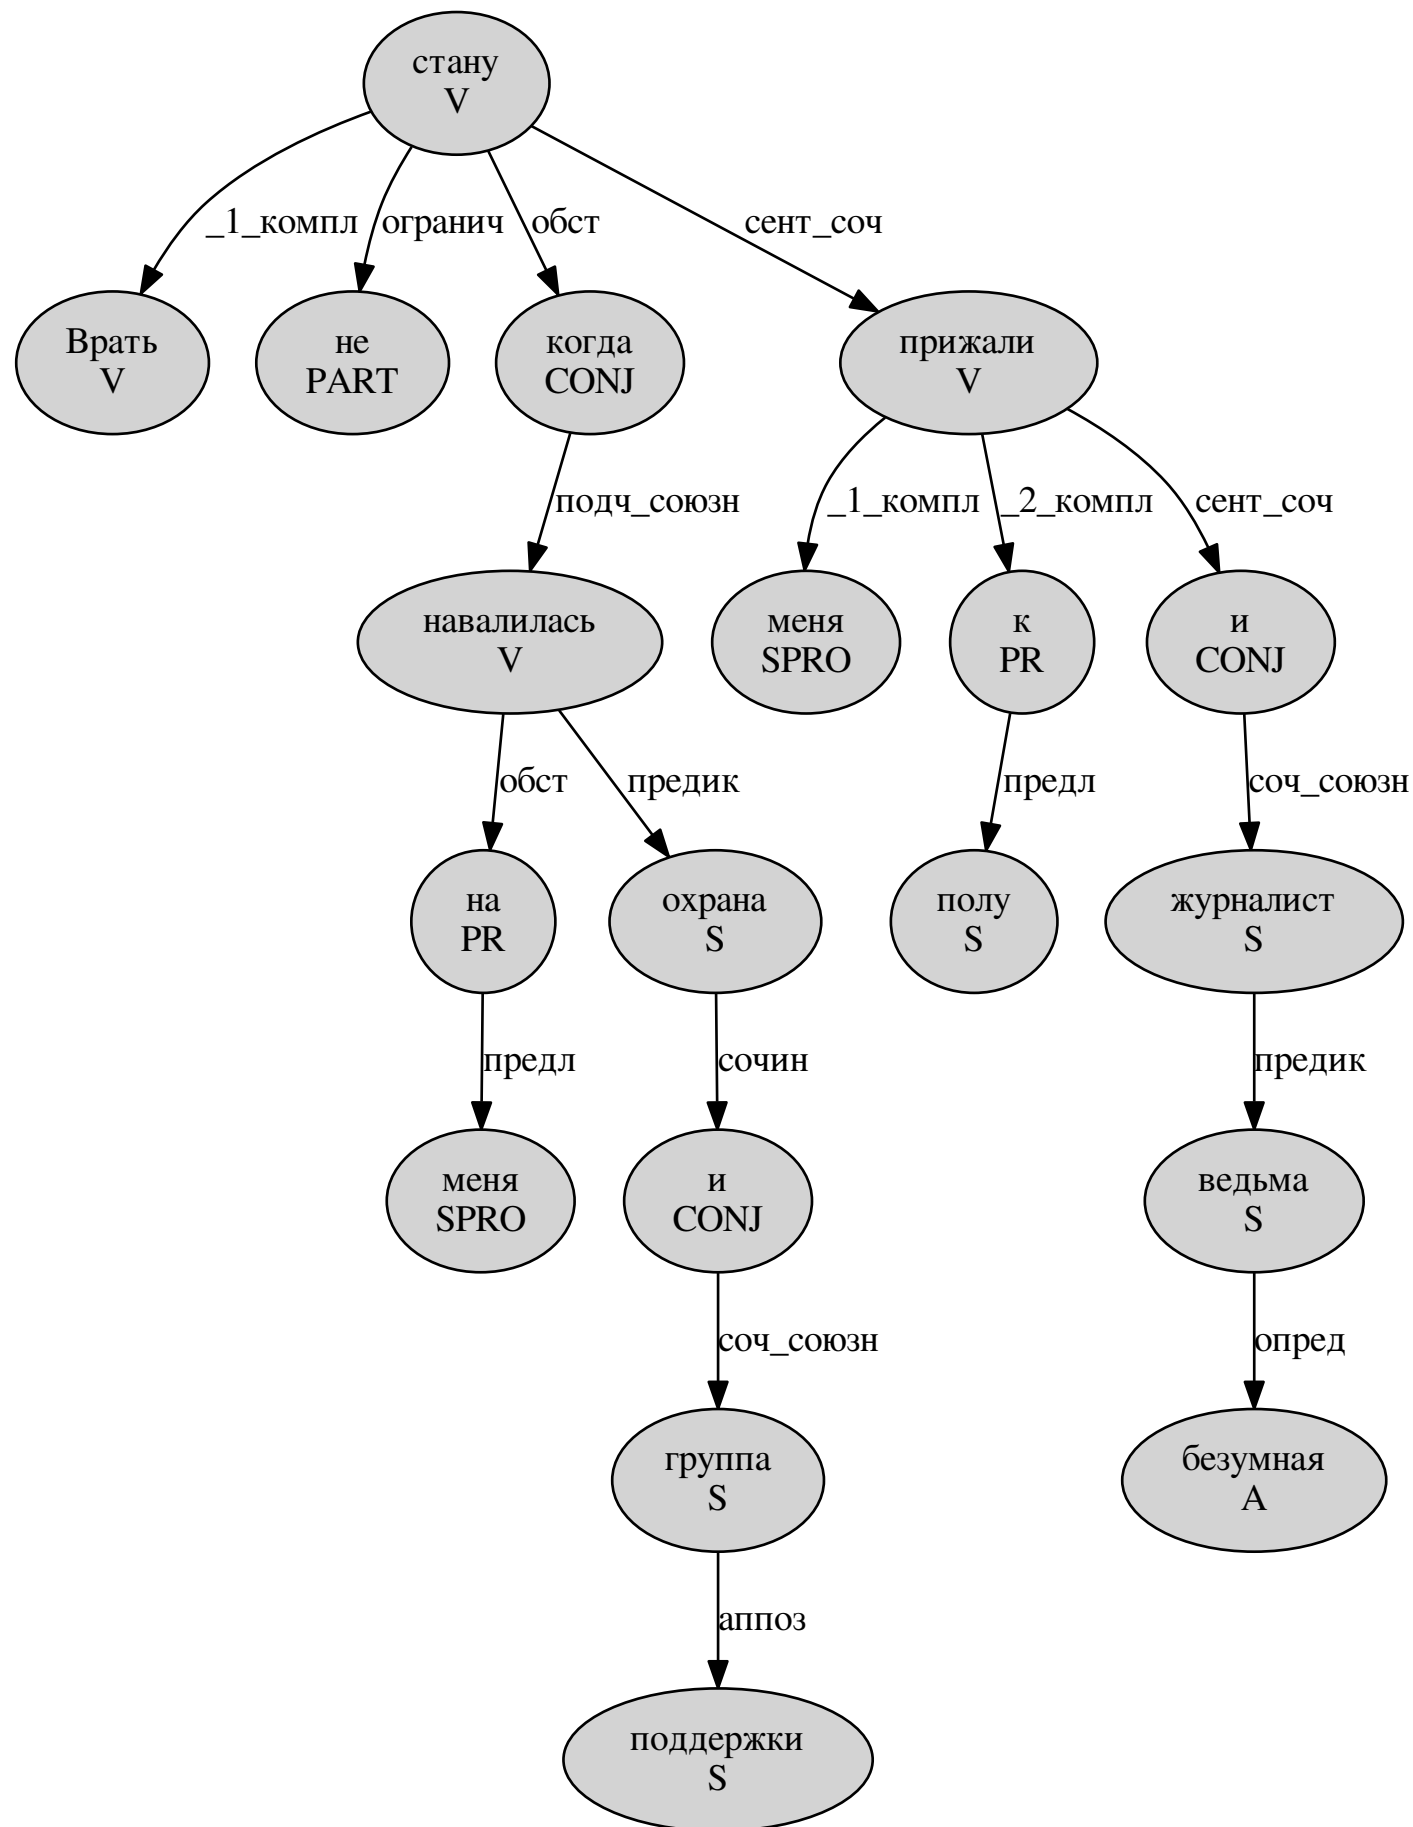 стану
V
_1_компл огранич обст сент_соч
Врать
V
не
PART
когда
CONJ
прижали
V
подч_союзн _1_компл _2_компл сент_соч
навалилась
V
меня
SPRO
к
PR
и
CONJ
обст предик предл соч_союзн
на
PR
охрана
S
полу
S
журналист
S
предл сочин предик
меня
SPRO
и
CONJ
ведьма
S
соч_союзн опред
группа
S
безумная
A
аппоз
поддержки
S